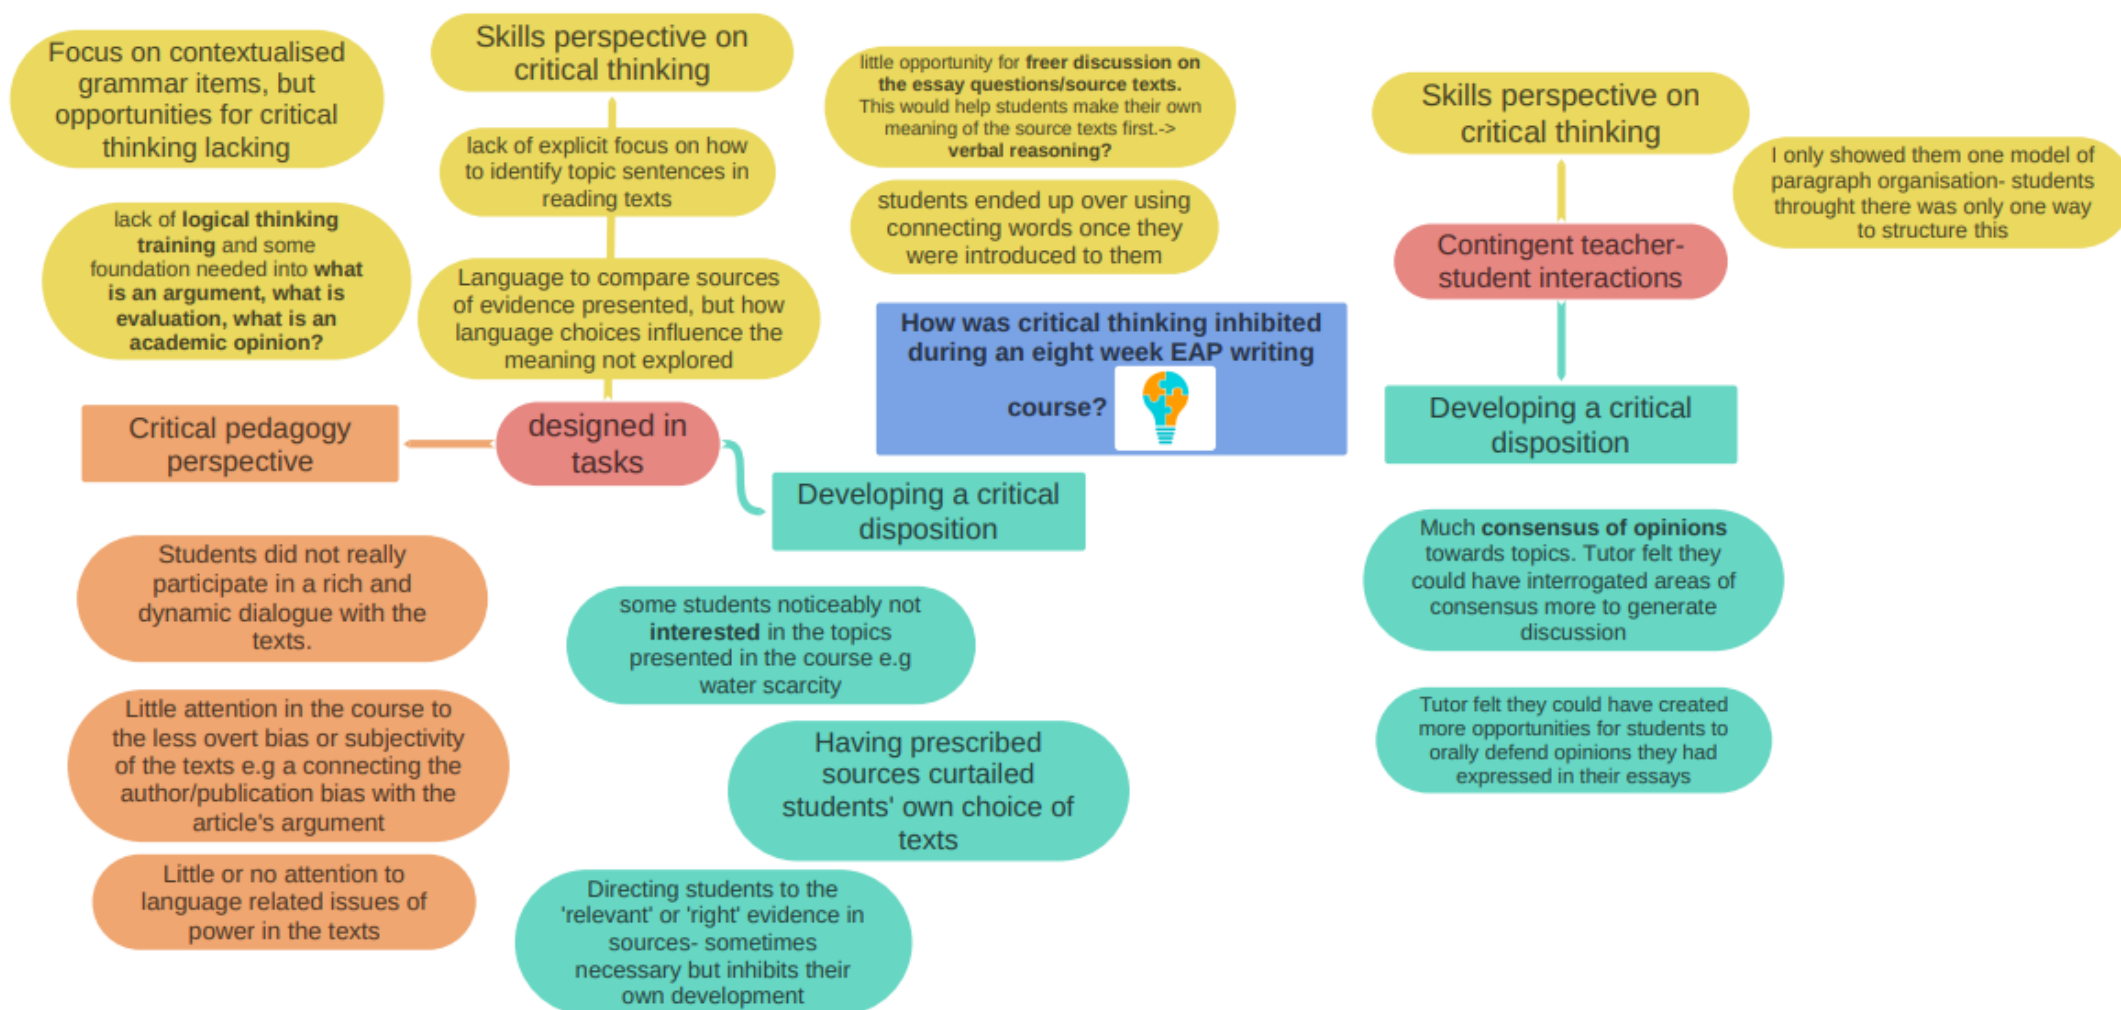 Focus on contextualised
grammar items, but
opportunities for critical
thinking lacking
Skills perspective on
critical thinking
lack of explicit focus on how
to identify topic sentences in
reading texts
little opportunity for freer discussion on
the essay questions/source texts.
This would help students make their own
meaning of the source texts first.->
verbal reasoning?
students ended up over using
connecting words once they
were introduced to them
lack of logical thinking
training and some
foundation needed into what
is an argument, what is
evaluation, what is an
academic opinion?
Language to compare sources
of evidence presented, but how
language choices influence the
meaning not explored
How was critical thinking inhibited
during an eight week EAP writing
course?
Skills perspective on
critical thinking
I only showed them one model of
paragraph organisation- students
throught there was only one way
to structure this
Contingent teacher-
student interactions
Developing a critical
disposition
Much consensus of opinions
towards topics. Tutor felt they
could have interrogated areas of
consensus more to generate
discussion
Tutor felt they could have created
more opportunities for students to
orally defend opinions they had
expressed in their essays
Critical pedagogy
perspective
designed in
tasks
Developing a critical
disposition
Students did not really
participate in a rich and
dynamic dialogue with the
texts.
Little attention in the course to
the less overt bias or subjectivity
of the texts e.g a connecting the
author/publication bias with the
article's argument
Little or no attention to
language related issues of
power in the texts
some students noticeably not
interested in the topics
presented in the course e.g
water scarcity
Having prescribed
sources curtailed
students' own choice of
texts
Directing students to the
'relevant' or 'right' evidence in
sources- sometimes
necessary but inhibits their
own development